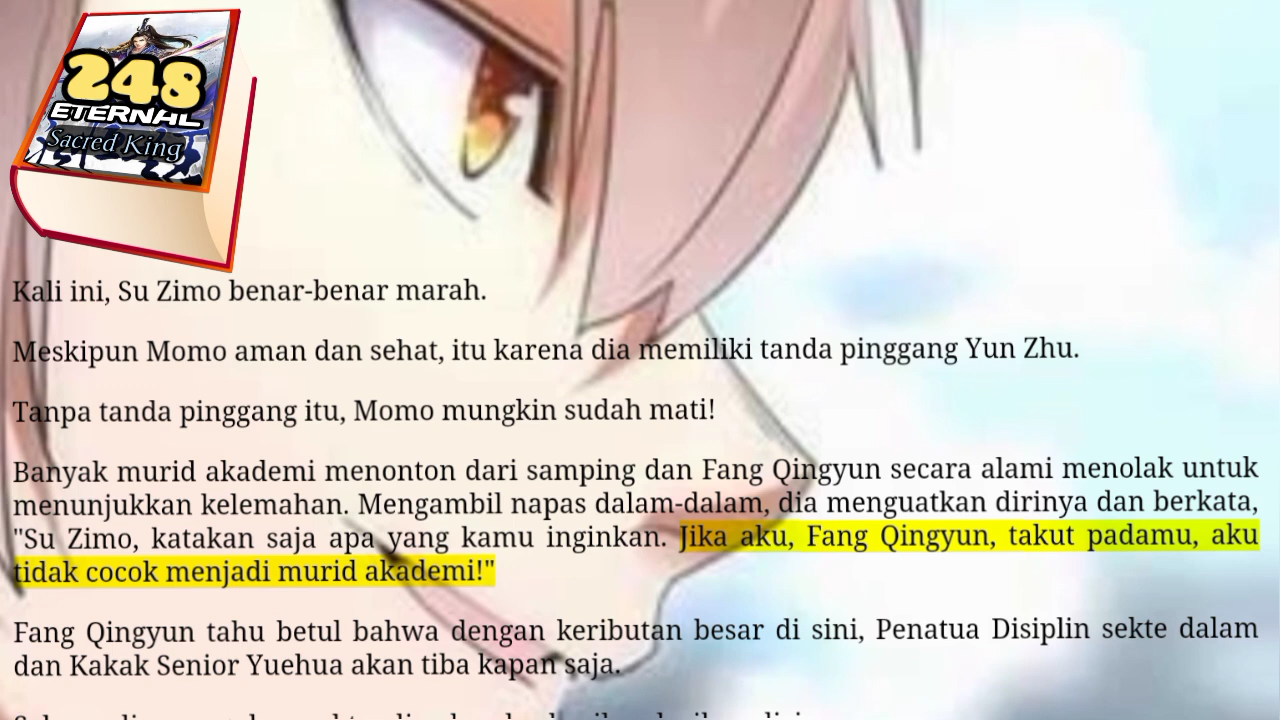 248
ETERNAL
Sacred King
Kali ini, Su Zimo benar-benar marah.
Meskipun Momo aman dan sehat, itu karena dia memiliki tanda pinggang Yun Zhu.
Tanpa tanda pinggang itu, Momo mungkin sudah mati!
Banyak murid akademi menonton dari samping dan Fang Qingyun secara alami menolak untuk
menunjukkan kelemahan. Mengambil napas dalam-dalam, dia menguatkan dirinya dan berkata,
"Su Zimo, katakan saja apa yang kamu inginkan. Jika aku, Fang Qingyun, takut padamu, aku
tidak cocok menjadi murid akademi!"
Fang Qingyun tahu betul bahwa dengan keributan besar di sini, Penatua Disiplin sekte dalam
dan Kakak Senior Yuehua akan tiba kapan saja.